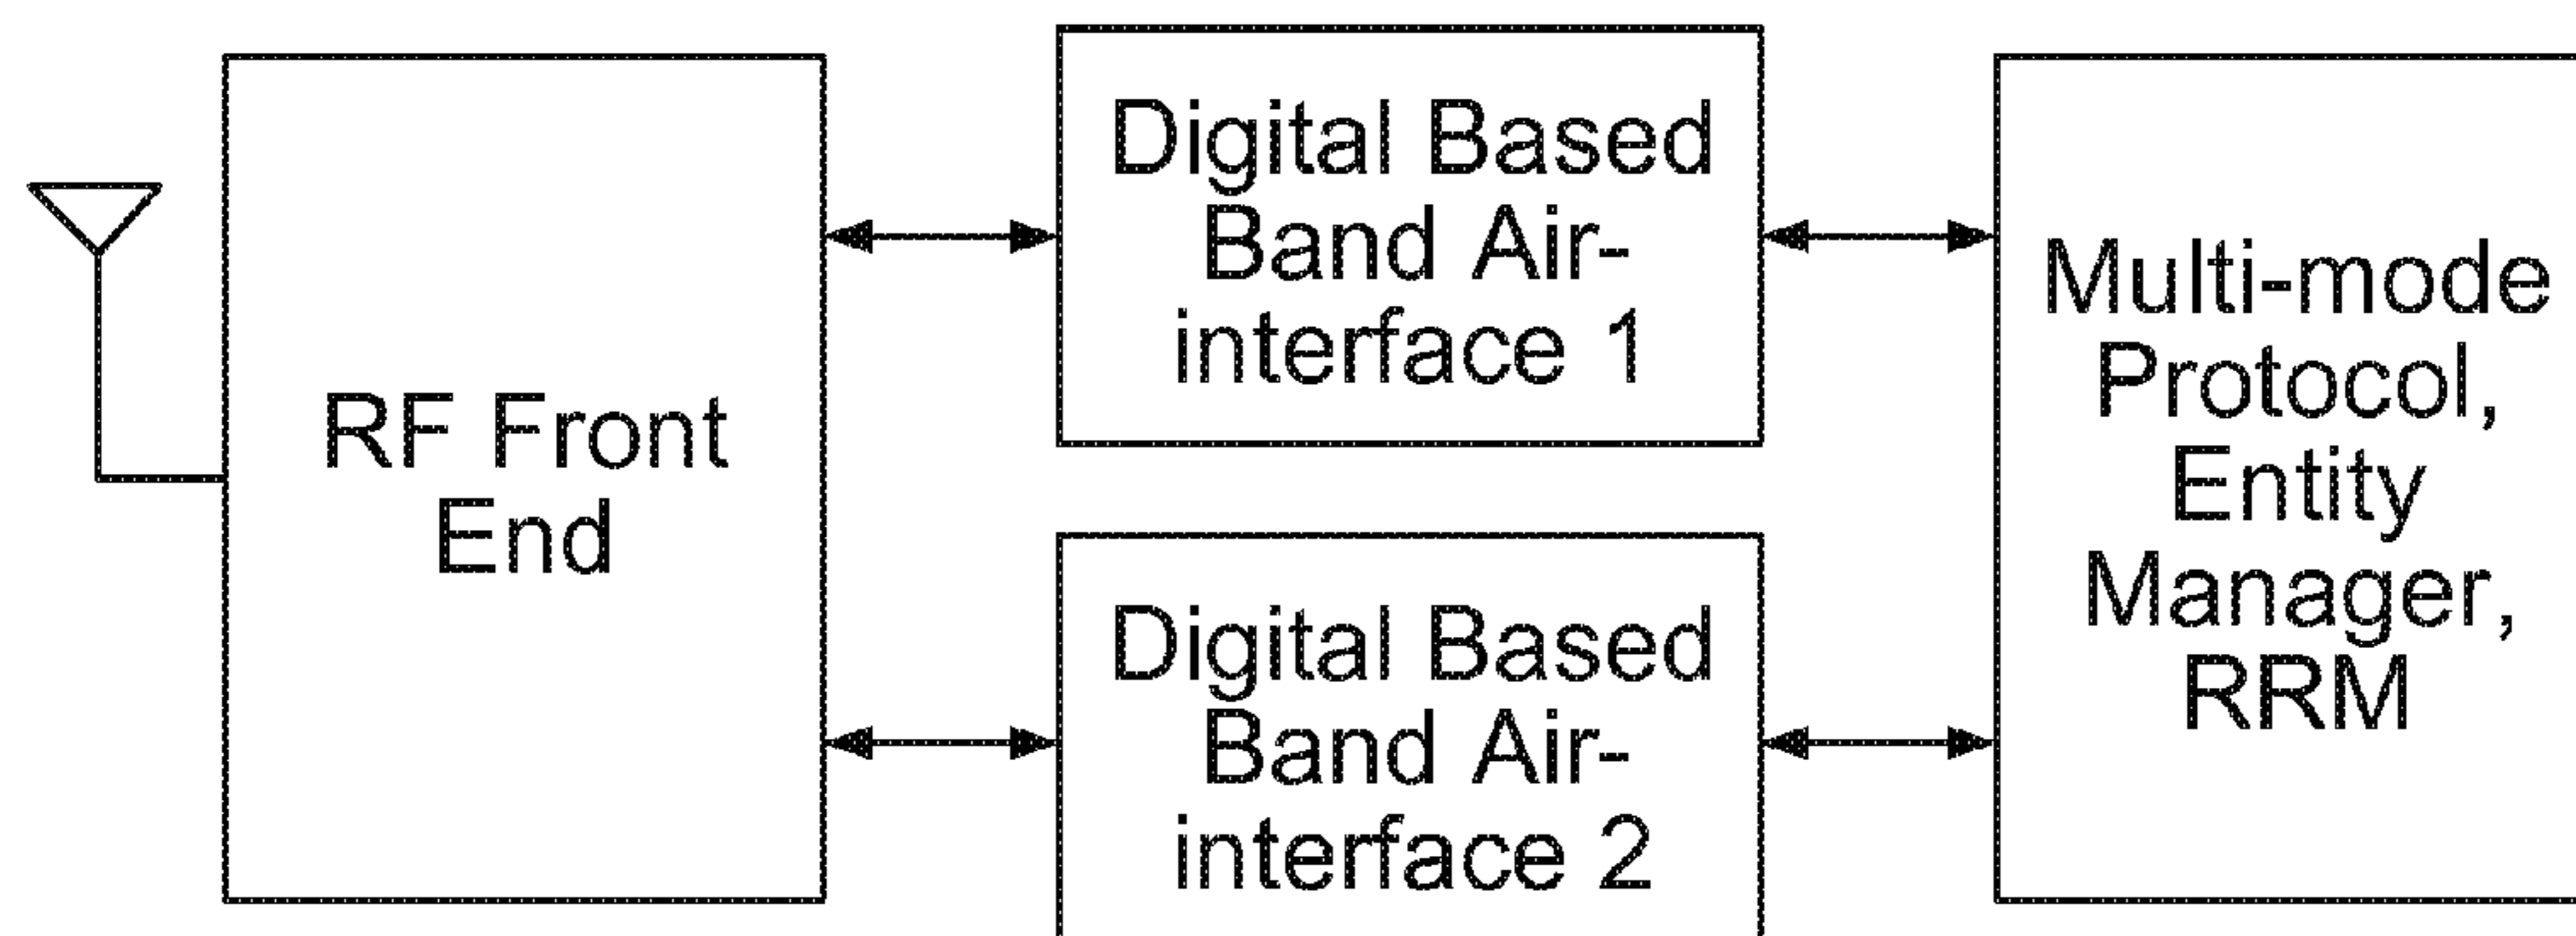 RF Front
End
Digital Based
Band Air-
interface 1
Digital Based
Band Air-
interface 2
Multi-mode
Protocol,
Entity
Manager,
RRM